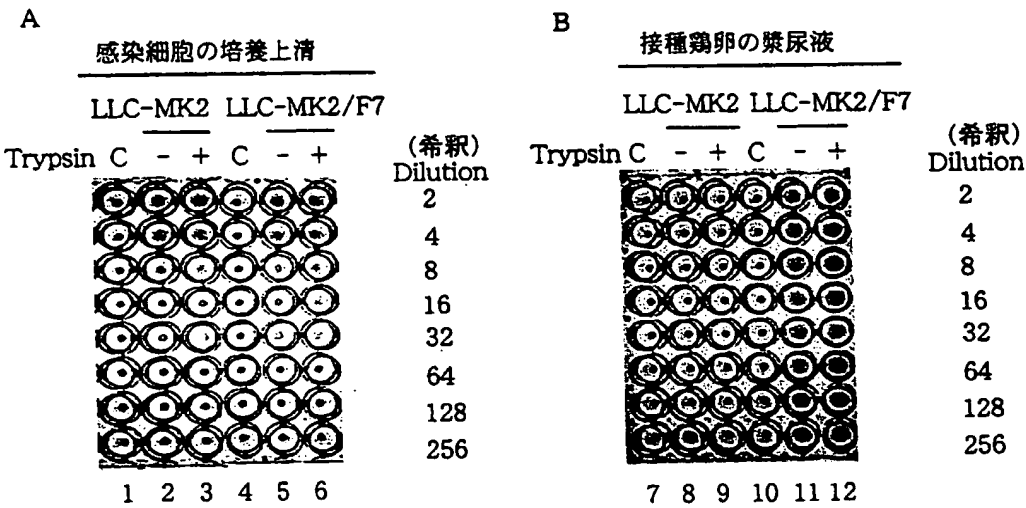 A
感染細胞の培養上清
LLC-MK2 LLC-MK2/F7
Trypsin C - + C - +
(希釈)
Dilution
2
4
8
16
32
64
128
256
1 2 3 4 5 6
B
接種鶏卵の漿尿液
LLC-MK2 LLC-MK2/F7
Trypsin C - + C - +
(希釈)
Dilution
2
4
8
16
32
64
128
256
7 8 9 10 11 12